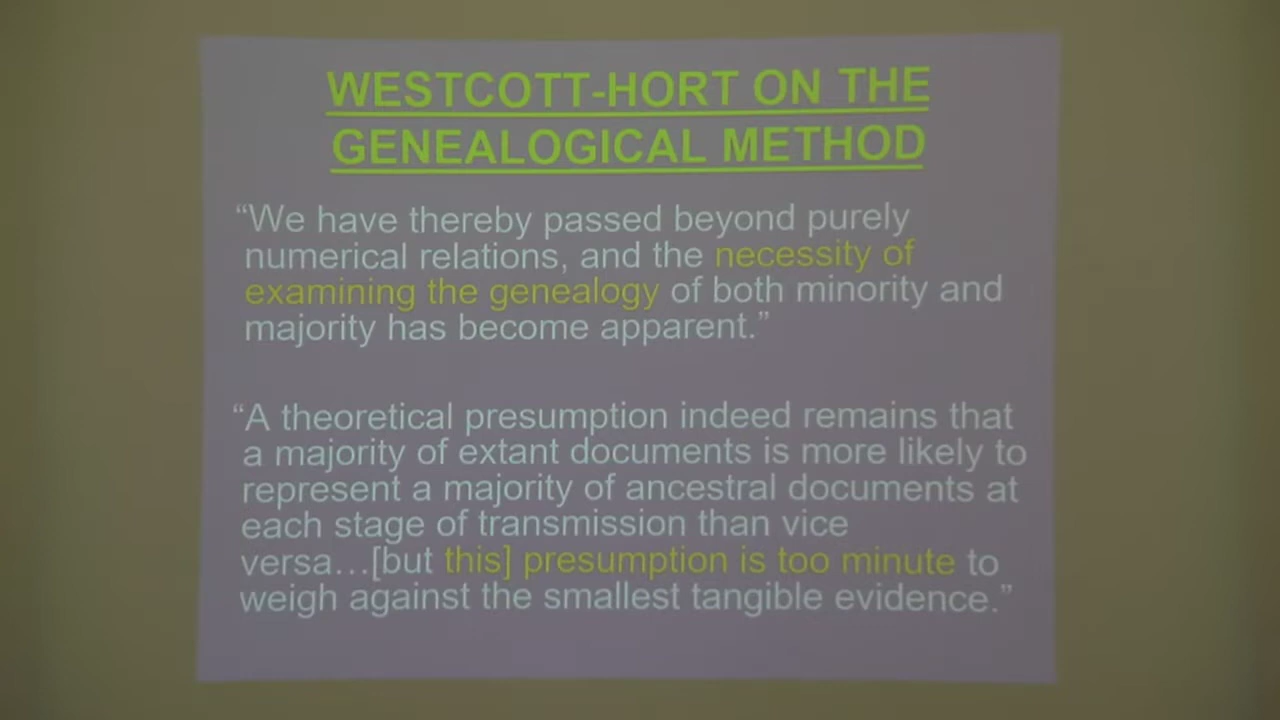 WESTCOTT-HORT ON THE
GENEALOGICAL METHOD
“We have thereby passed beyond purely
numerical relations, and the necessity of
examining the genealogy of both minority and
majority has become apparent.”
“A theoretical presumption indeed remains that
a majority of extant documents is more likely to
represent a majority of ancestral documents at
each stage of transmission than vice
versa…[but this] presumption is too minute to
weigh against the smallest tangible evidence.”